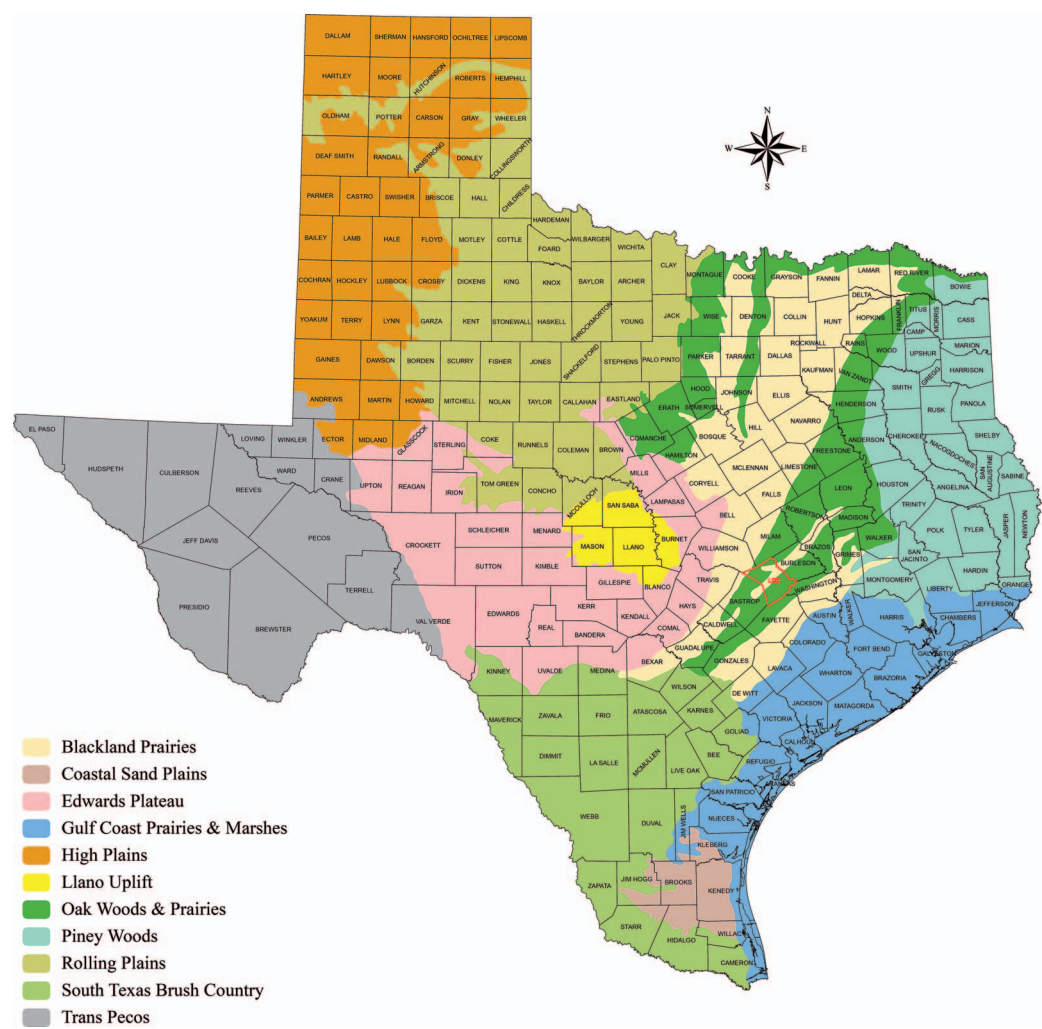 DALLAM SHERMAN HANSFORD OCHILTREE LIPSCOMB
HARTLEY MOORE HUTCHINSON ROBERTS HEMPHILL
OLDHAM POTTER CARSON GRAY WHEELER
N
W E
S
DEAF SMITH RANDALL ARMSTRONG DONLEY COLLINGSWORTH
PARMER CASTRO SWISHER BRISCOE HALL CHILDRESS
HARDEMAN
BAILEY LAMB HALE FLOYD MOTLEY COTTLE FOARD WILBARGER WICHITA
CLAY MONTAGUE COOKE GRAYSON FANNIN LAMAR RED RIVER
BOWIE
COCHRAN HOCKLEY LUBBOCK CROSBY DICKENS KING KNOX BAYLOR ARCHER
DELTA
YOAKUM TERRY LYNN GARZA KENT STONEWALL HASKELL THROCKMORTON YOUNG JACK WISE DENTON COLLIN HUNT HOPKINS FRANKLIN TITUS MORRIS CASS
CAMP
ROCKWALL RAINS WOOD UPSHUR MARION
GAINES DAWSON BORDEN SCURRY FISHER JONES SHACKELFORD STEPHENS PALO PINTO PARKER TARRANT DALLAS KAUFMAN VAN ZANDT GREGG HARRISON
SMITH
ANDREWS MARTIN HOWARD MITCHELL NOLAN TAYLOR CALLAHAN EASTLAND ERATH HOOD SOMERVELL JOHNSON ELLIS HENDERSON RUSK PANOLA
EL PASO LOVING WINKLER ECTOR MIDLAND GLASSCOCK STERLING COKE RUNNELS COLEMAN BROWN COMANCHE HAMILTON BOSQUE HILL NAVARRO ANDERSON CHEROKEE NACOGDOCHES SHELBY
HUDSPETH CULBERSON REEVES WARD CRANE UPTON REAGAN IRION TOM GREEN CONCHO MCCULLOCH SAN SABA MILLS LAMPASAS CORYELL MCLENNAN LIMESTONE FREESTONE HOUSTON ANGELINA SAN AUGUSTINE SABINE
FALLS LEON TRINITY
JEFF DAVIS PECOS CROCKETT SCHLEICHER MENARD MASON LLANO BURNET BELL MILAM ROBERTSON MADISON WALKER POLK TYLER JASPER NEWTON
WILLIAMSON BRAZOS GRIMES SAN JACINTO
SUTTON KIMBLE GILLESPIE BLANCO TRAVIS LEE BURLESON WASHINGTON MONTGOMERY LIBERTY HARDIN ORANGE
PRESIDIO BREWSTER TERRELL VAL VERDE EDWARDS REAL KERR KENDALL HAYS COMAL BASTROP CALDWELL FAYETTE AUSTIN WALKER HARRIS CHAMBERS JEFFERSON
BANDERA GUADALUPE COLORADO FORT BEND GALVESTON
KINNEY UVALDE MEDINA BEXAR GONZALES LAVACA WHARTON BRAZORIA
WILSON DE WITT JACKSON MATAGORDA
MAVERICK ZAVALA FRIO ATASCOSA KARNES GOLIAD VICTORIA
CALHOUN
DIMMIT LA SALLE MCMULLEN LIVE OAK BEE REFUGIO
ARANSAS
WEBB DUVAL JIM WELLS SAN PATRICIO
NUECES
KLEBERG
ZAPATA JIM HOGG BROOKS KENEDY
STARR HIDALGO WILLAC
CAMERON
Blackland Prairies
Coastal Sand Plains
Edwards Plateau
Gulf Coast Prairies & Marshes
High Plains
Llano Uplift
Oak Woods & Prairies
Piney Woods
Rolling Plains
South Texas Brush Country
Trans Pecos